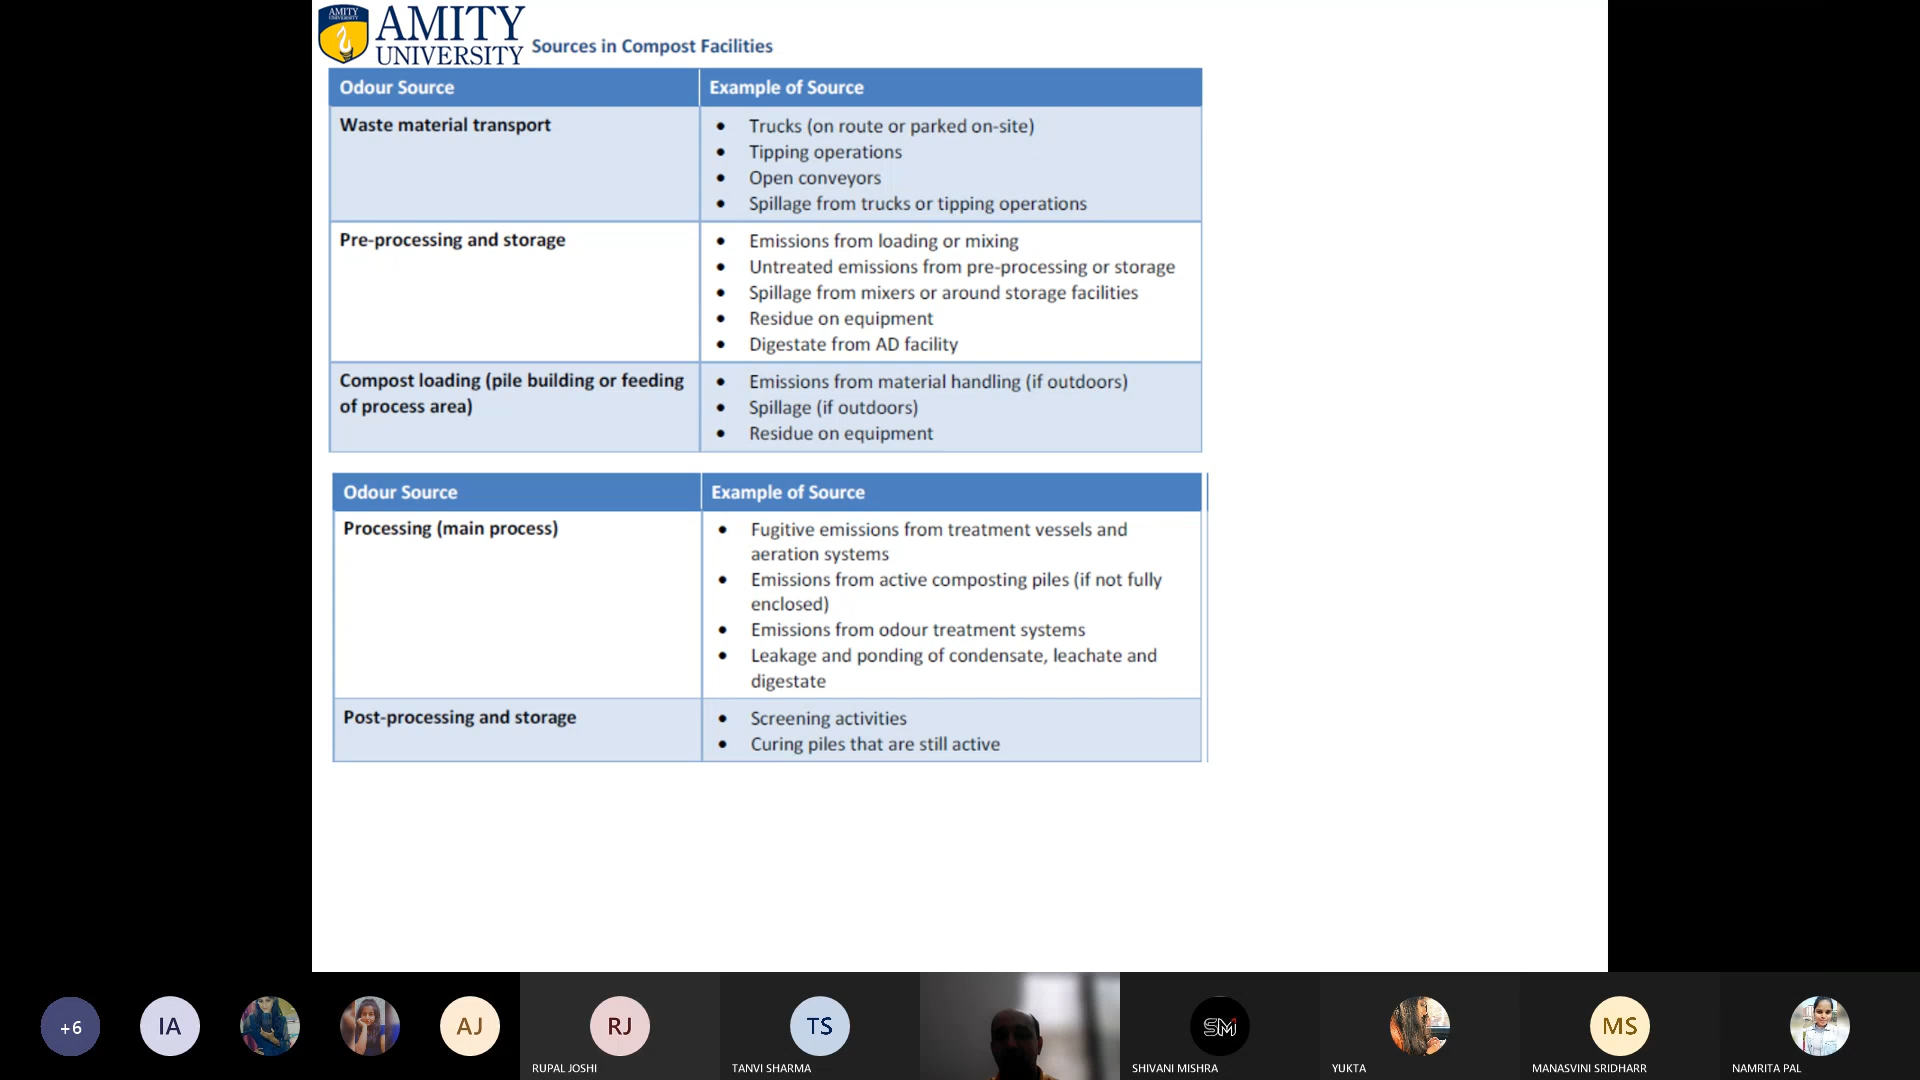 AMITY
UNIVERSITY
AMITY
UNIVERSITY
Sources in Compost Facilities
Odour Source
Example of Source
Waste material transport
• Trucks (on route or parked on-site)
• Tipping operations
• Open conveyors
• Spillage from trucks or tipping operations
Pre-processing and storage
• Emissions from loading or mixing
• Untreated emissions from pre-processing or storage
• Spillage from mixers or around storage facilities
• Residue on equipment
• Digestate from AD facility
Compost loading (pile building or feeding
of process area)
• Emissions from material handling (if outdoors)
• Spillage (if outdoors)
• Residue on equipment
Odour Source
Example of Source
Processing (main process)
• Fugitive emissions from treatment vessels and
aeration systems
• Emissions from active composting piles (if not fully
enclosed)
• Emissions from odour treatment systems
• Leakage and ponding of condensate, leachate and
digestate
Post-processing and storage
• Screening activities
• Curing piles that are still active
+6
IA
AJ
RJ
RUPAL JOSHI
TS
TANVI SHARMA
SM
SHIVANI MISHRA
YUKTA
MS
MANASVINI SRIDHARR
NAMRITA PAL